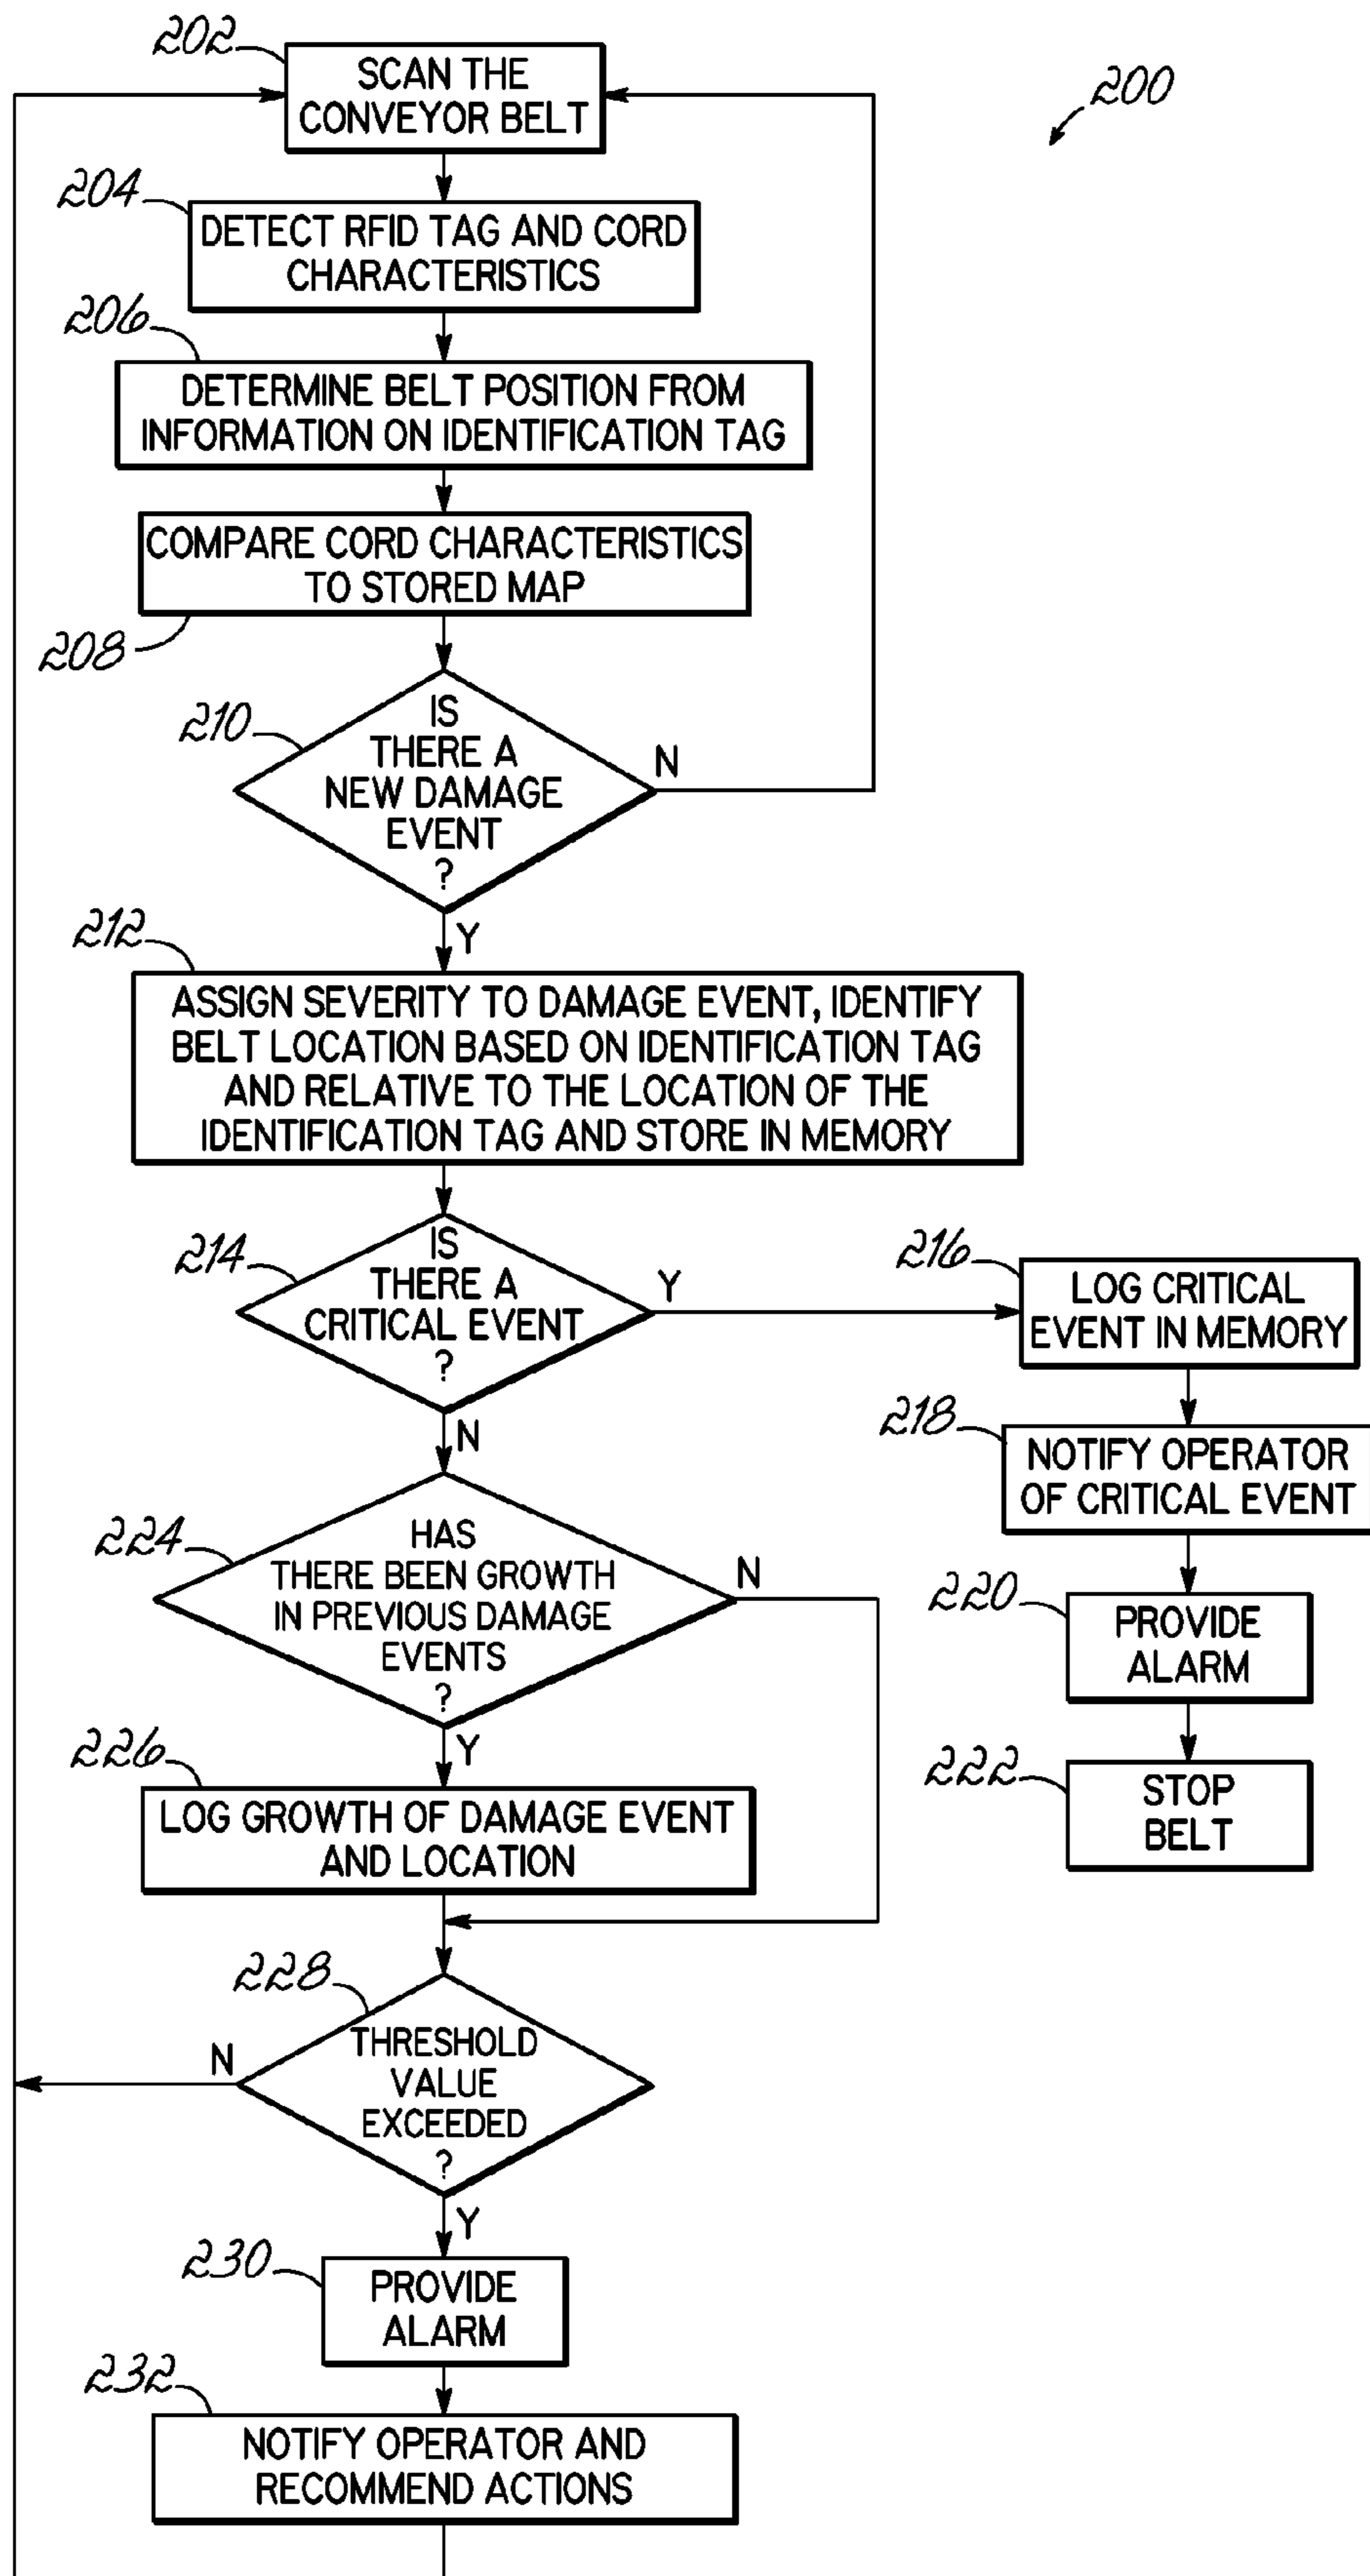 202
SCAN THE
CONVEYOR BELT
200
204
DETECT RFID TAG AND CORD
CHARACTERISTICS
206
DETERMINE BELT POSITION FROM
INFORMATION ON IDENTIFICATION TAG
COMPARE CORD CHARACTERISTICS
TO STORED MAP
208
210
IS
THERE A
NEW DAMAGE
EVENT
?
N
Y
212
ASSIGN SEVERITY TO DAMAGE EVENT, IDENTIFY
BELT LOCATION BASED ON IDENTIFICATION TAG
AND RELATIVE TO THE LOCATION OF THE
IDENTIFICATION TAG AND STORE IN MEMORY
214
IS
THERE A
CRITICAL EVENT
?
Y
N
216
LOG CRITICAL
EVENT IN MEMORY
218
NOTIFY OPERATOR
OF CRITICAL EVENT
220
PROVIDE
ALARM
222
STOP
BELT
224
HAS
THERE BEEN GROWTH
IN PREVIOUS DAMAGE
EVENTS
?
N
Y
226
LOG GROWTH OF DAMAGE EVENT
AND LOCATION
228
THRESHOLD
VALUE
EXCEEDED
?
N
Y
230
PROVIDE
ALARM
232
NOTIFY OPERATOR AND
RECOMMEND ACTIONS